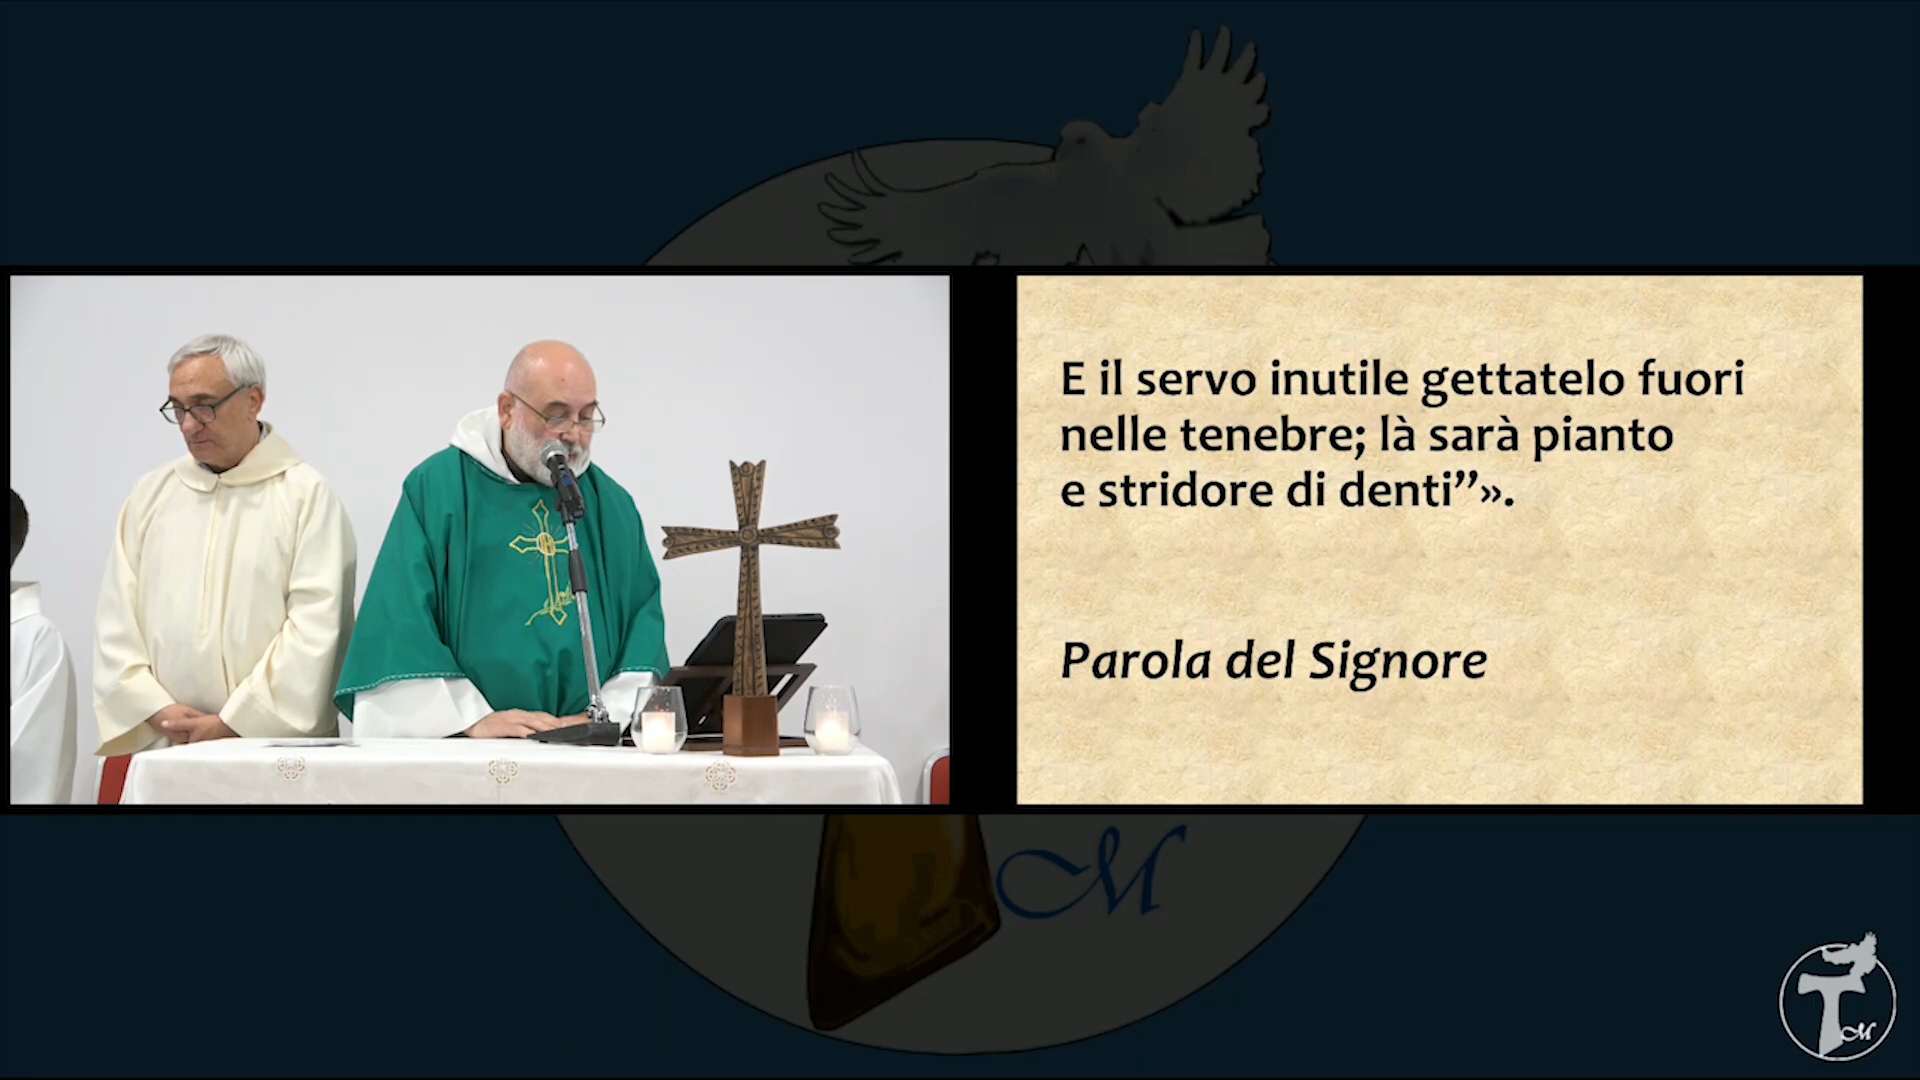 E il servo inutile gettatelo fuori
nelle tenebre; là sarà pianto
e stridore di denti”».
Parola del Signore
M
M